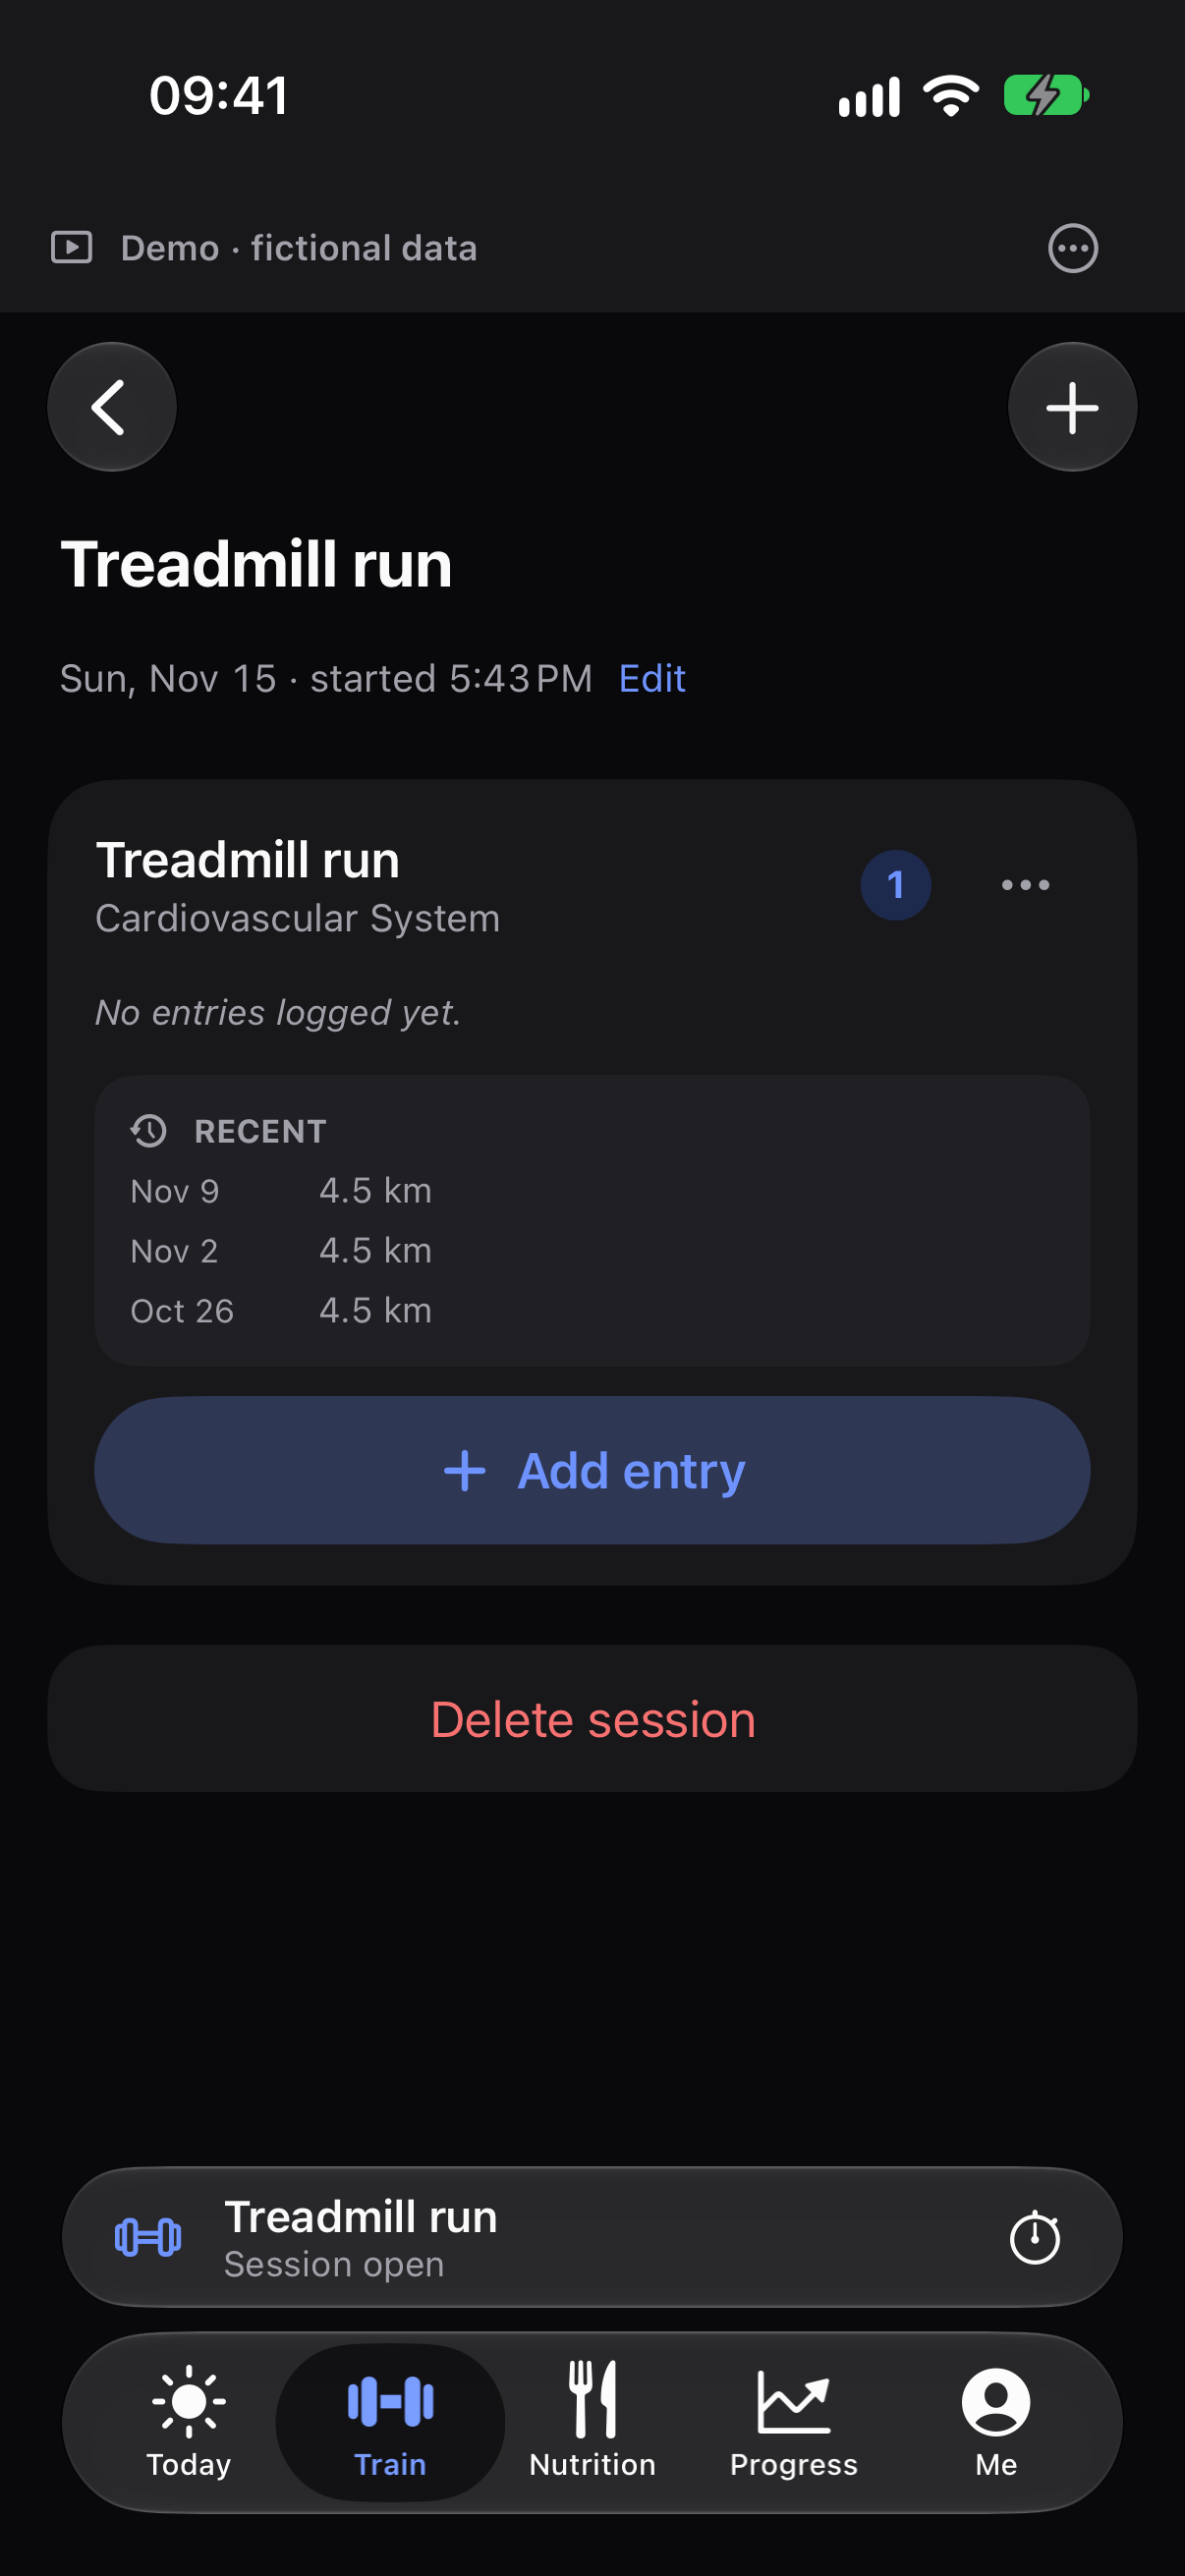 09:41
Demo · fictional data
Treadmill run
Sun, Nov 15 · started 5:43 PM Edit
Treadmill run
1
Cardiovascular System
No entries logged yet.
RECENT
Nov 9 4.5 km
Nov 2 4.5 km
Oct 26 4.5 km
+ Add entry
Delete session
Treadmill run
Session open
Today Train Nutrition Progress Me